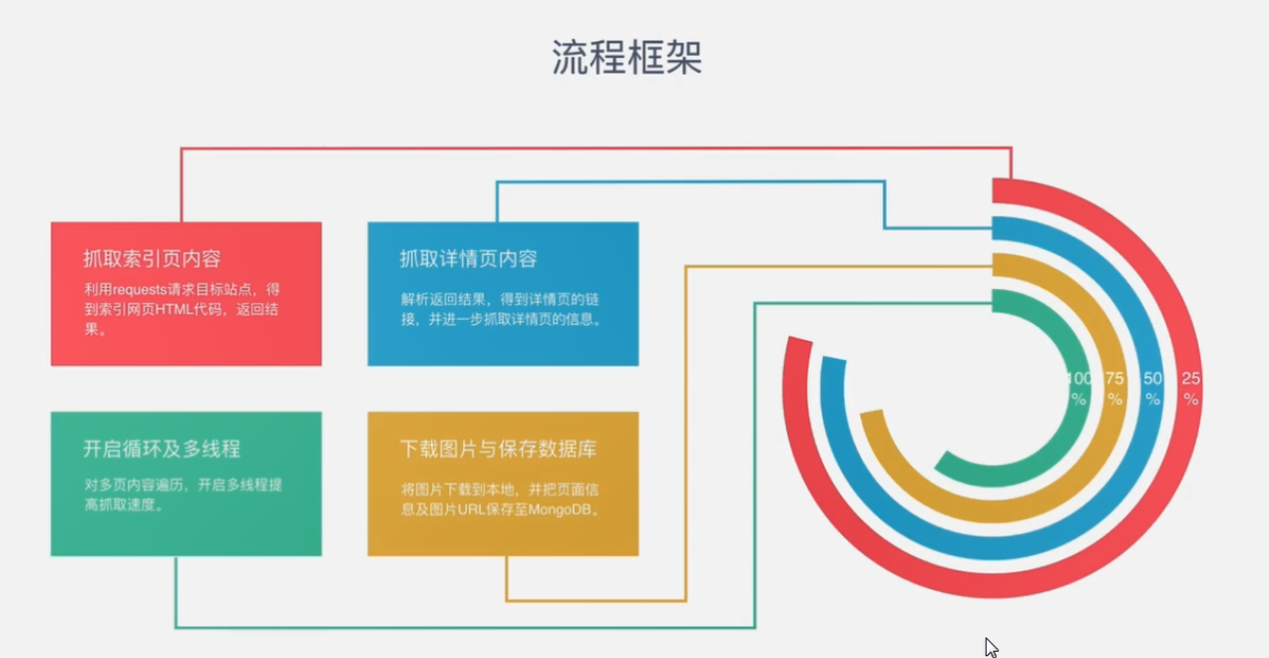 流程框架
抓取索引页内容
利用requests请求目标站点，得
到索引网页HTML代码，返回结
果。
抓取详情页内容
解析返回结果，得到详情页的链
接，并进一步抓取详情页的信息。
开启循环及多线程
对多页内容遍历，开启多线程提
高抓取速度。
下载图片与保存数据库
将图片下载到本地，并把页面信
息及图片URL保存至MongoDB。
100
%
75
%
50
%
25
%